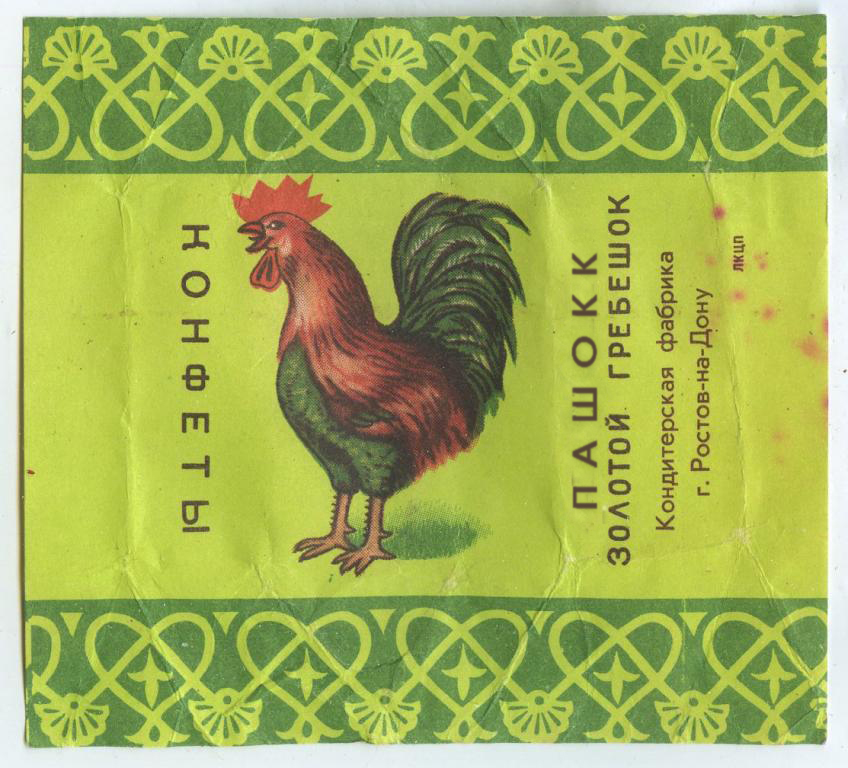 КОНФЕТЫ
ПАШОКК
ЗОЛОТОЙ ГРЕБЕШОК
Кондитерская фабрика
г. Ростов-на-Дону
ЛКЦП